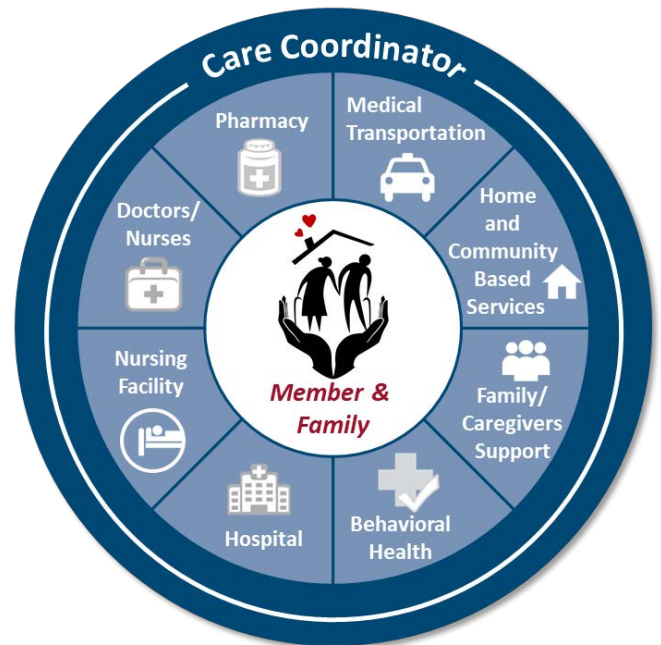 Care Coordinator
Pharmacy
Medical
Transportation
Home
and
Community
Based
Services
Family/
Caregivers
Support
Behavioral
Health
Hospital
Nursing
Facility
Doctors/
Nurses
Member &
Family